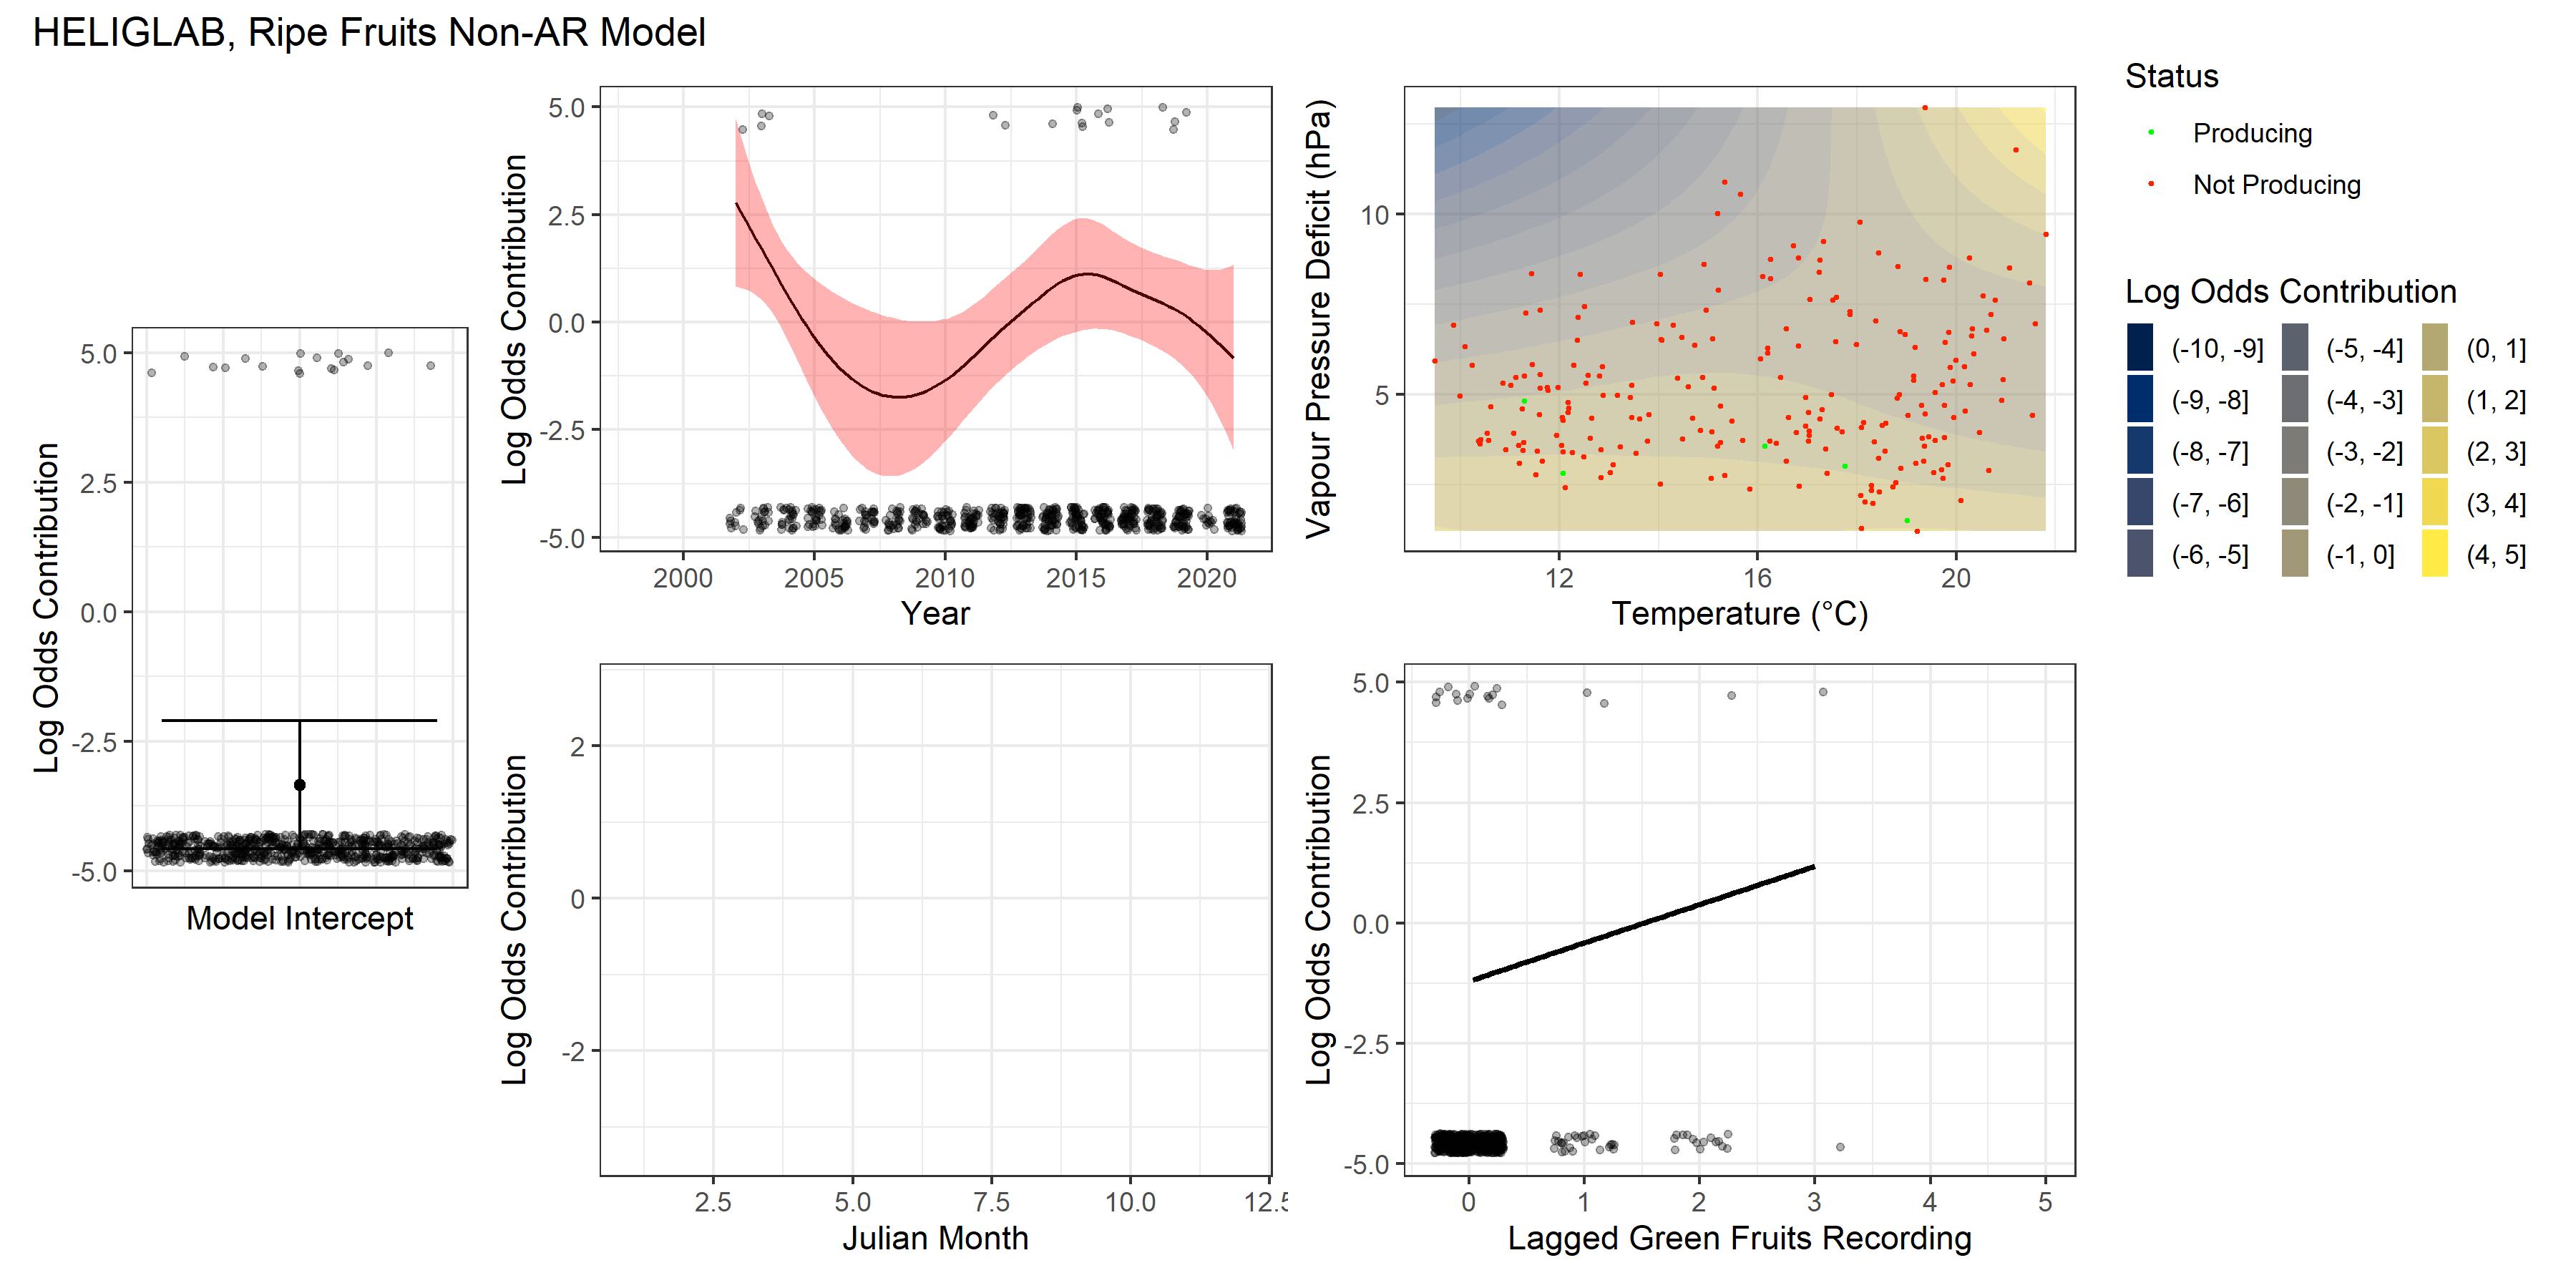 HELIGLAB, Ripe Fruits Non-AR Model
Log Odds Contribution
5.0
2.5
0.0
-2.5
-5.0
Model Intercept
Log Odds Contribution
5.0
2.5
0.0
-2.5
-5.0
2000 2005 2010 2015 2020
Year
Vapour Pressure Deficit (hPa)
10
5
12 16 20
Temperature (°C)
Status
Producing
Not Producing
Log Odds Contribution
(-10, -9] (-5, -4] (0, 1]
(-9, -8] (-4, -3] (1, 2]
(-8, -7] (-3, -2] (2, 3]
(-7, -6] (-2, -1] (3, 4]
(-6, -5] (-1, 0] (4, 5]
Log Odds Contribution
2
0
-2
2.5 5.0 7.5 10.0 12.5
Julian Month
Log Odds Contribution
5.0
2.5
0.0
-2.5
-5.0
0 1 2 3 4 5
Lagged Green Fruits Recording